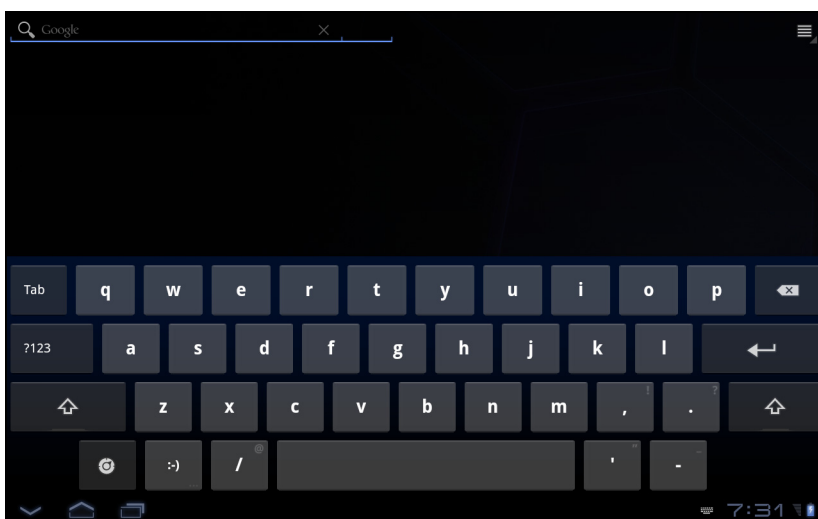 Google
Tab q w e r t y u i o p
?123 a s d f g h j k l
z x c v b n m , ! . ?
:-) / @ ' " - _
7:31